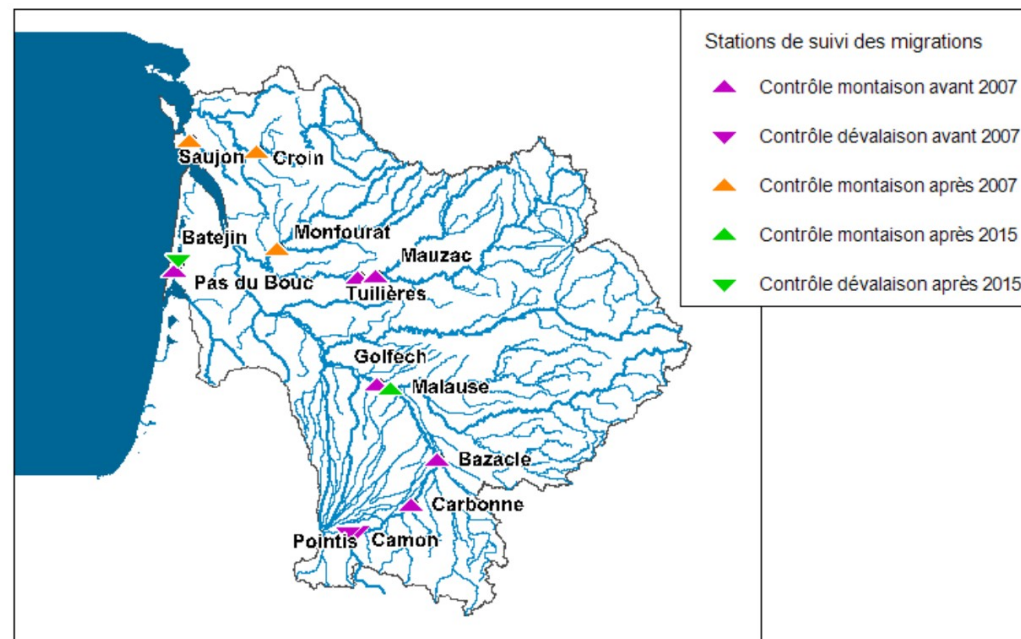 Stations de suivi des migrations
Contrôle montaison avant 2007
Contrôle dévalaison avant 2007
Contrôle montaison après 2007
Contrôle montaison après 2015
Contrôle dévalaison après 2015
Saujon
Croin
Monfourat
Batejin
Pas du Bouc
Mauzac
Tuilières
Golfech
Malause
Bazacle
Carbonne
Pointis
Camon